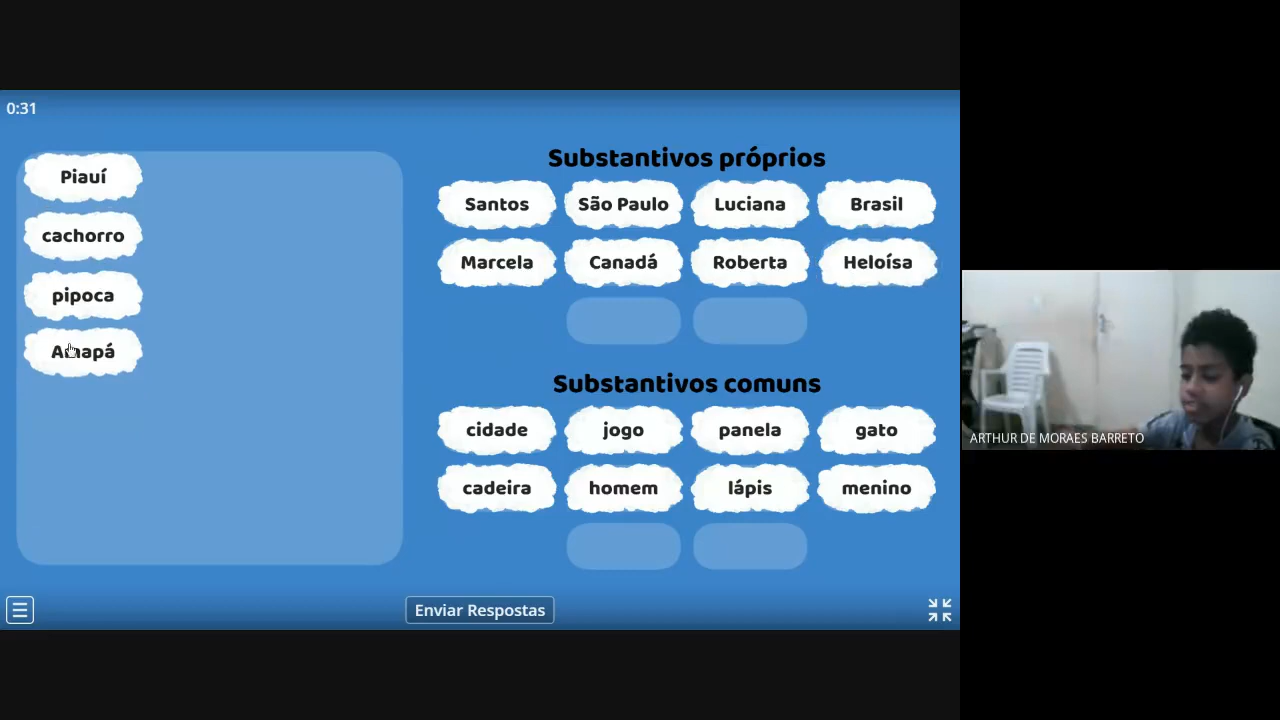 0:31
Piauí
cachorro
pipoca
Amapá
Substantivos próprios
Santos São Paulo Luciana Brasil
Marcela Canadá Roberta Heloísa
Substantivos comuns
cidade jogo panela gato
cadeira homem lápis menino
Enviar Respostas
ARTHUR DE MORAES BARRETO